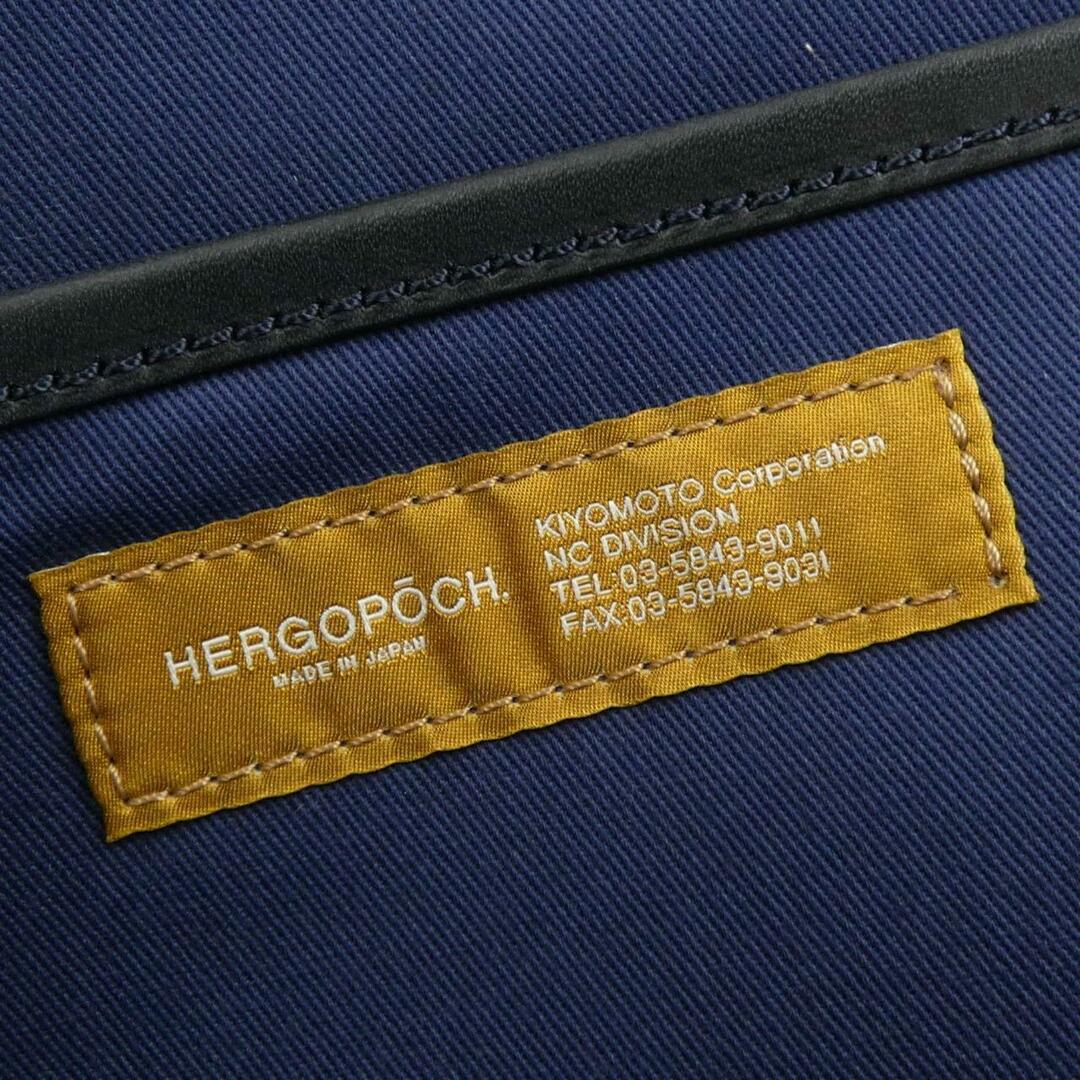 HERGOPŌCH.
MADE IN JAPAN
KIYOMOTO Corporation
NC DIVISION
TEL:03-5843-9011
FAX:03-5843-9031